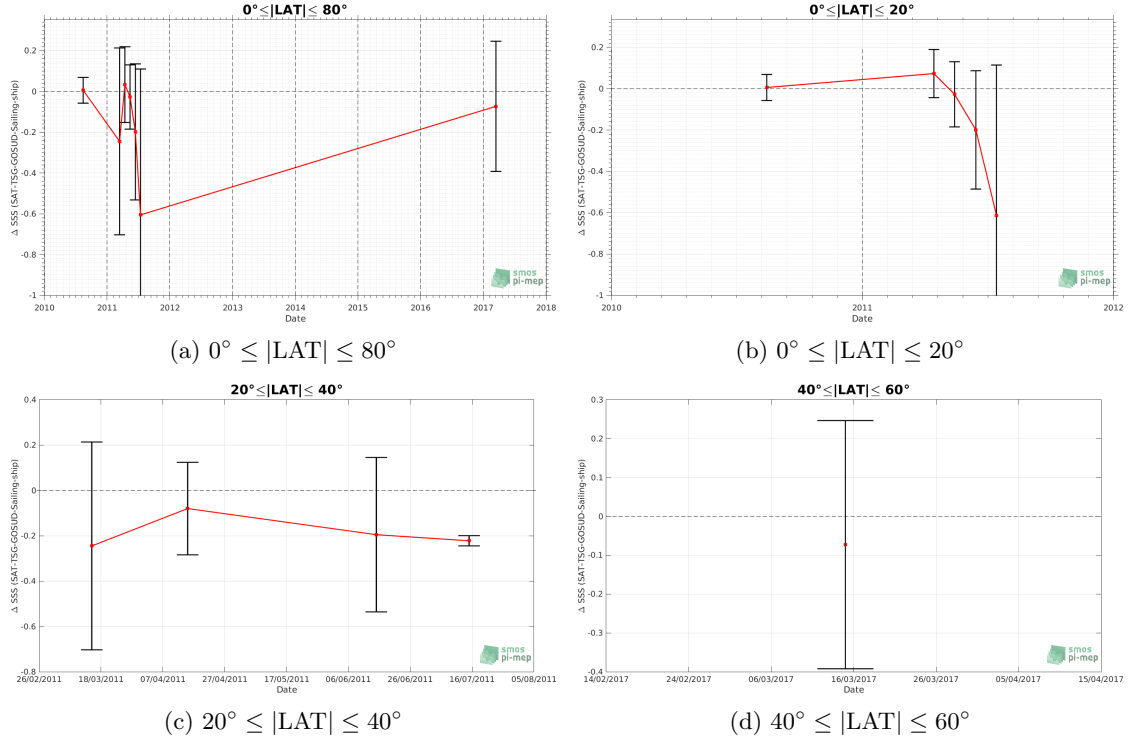 0°≤|LAT|≤ 80°
Δ SSS (SAT-TSG-GOSUD-Sailing-ship)
0.2
0
-0.2
-0.4
-0.6
-0.8
-1
2010 2011 2012 2013 2014 2015 2016 2017 2018
Date
smos
pi-mep
(a) 0° ≤ |LAT| ≤ 80°
0°≤|LAT|≤ 20°
Δ SSS (SAT-TSG-GOSUD-Sailing-ship)
0.2
0
-0.2
-0.4
-0.6
-0.8
-1
2010 2011 2012
Date
smos
pi-mep
(b) 0° ≤ |LAT| ≤ 20°
20°≤|LAT|≤ 40°
Δ SSS (SAT-TSG-GOSUD-Sailing-ship)
0.4
0.2
0
-0.2
-0.4
-0.6
-0.8
26/02/2011 18/03/2011 07/04/2011 27/04/2011 17/05/2011 06/06/2011 26/06/2011 16/07/2011 05/08/2011
Date
smos
pi-mep
(c) 20° ≤ |LAT| ≤ 40°
40°≤|LAT|≤ 60°
Δ SSS (SAT-TSG-GOSUD-Sailing-ship)
0.3
0.2
0.1
0
-0.1
-0.2
-0.3
-0.4
14/02/2017 24/02/2017 06/03/2017 16/03/2017 26/03/2017 05/04/2017 15/04/2017
Date
smos
pi-mep
(d) 40° ≤ |LAT| ≤ 60°